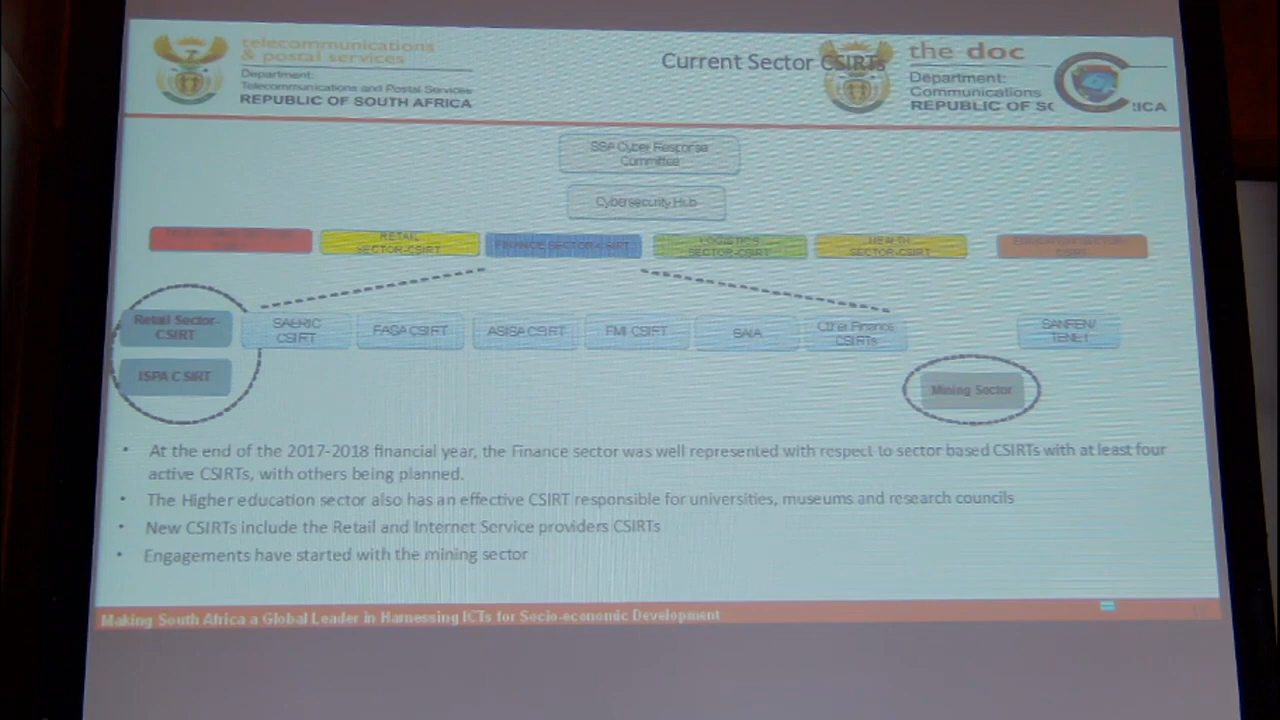 telecommunications
& postal services
Department:
Telecommunications and Postal Services
REPUBLIC OF SOUTH AFRICA
Current Sector CSIRTs
the doc
Department:
Communications
REPUBLIC OF SO
ICA
SSA Cyber Response
Committee
Cybersecurity Hub
RETAIL
SECTOR-CSIRT
FINANCE SECTOR-CSIRT
LOGISTICS
SECTOR-CSIRT
HEALTH
SECTOR-CSIRT
Retail Sector-
CSIRT
SABRIC
CSIRT
FASA CSIRT
ASISA CSIRT
FMI CSIRT
SAIA
Other Finance
CSIRTs
SANREN/
TENET
ISPA CSIRT
Mining Sector
• At the end of the 2017-2018 financial year, the Finance sector was well represented with respect to sector based CSIRTs with at least four
active CSIRTs, with others being planned.
• The Higher education sector also has an effective CSIRT responsible for universities, museums and research councils
• New CSIRTs include the Retail and Internet Service providers CSIRTs
• Engagements have started with the mining sector
Making South Africa a Global Leader in Harnessing ICTs for Socio-economic Development